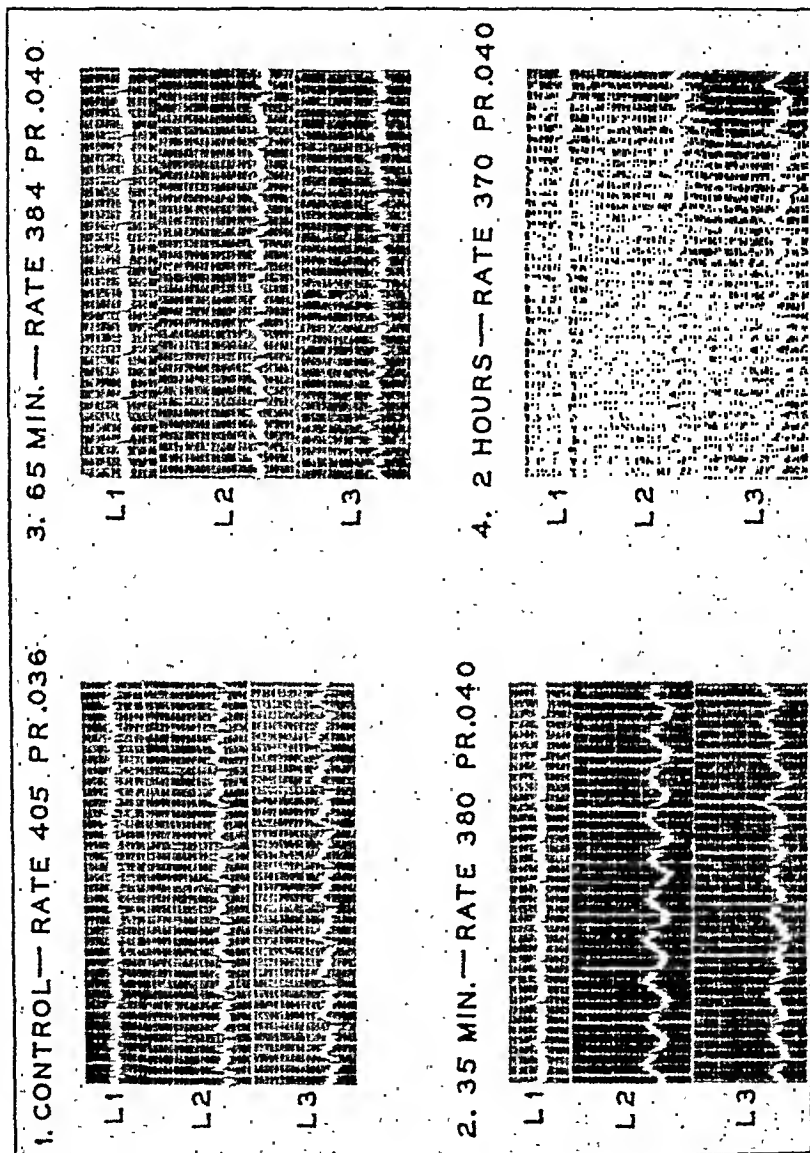 1. CONTROL — RATE 405 PR .036
L1
L2
L3
2. 35 MIN. — RATE 380 PR .040
L1
L2
L3
3. 65 MIN. — RATE 384 PR .040
L1
L2
L3
4. 2 HOURS — RATE 370 PR .040
L1
L2
L3